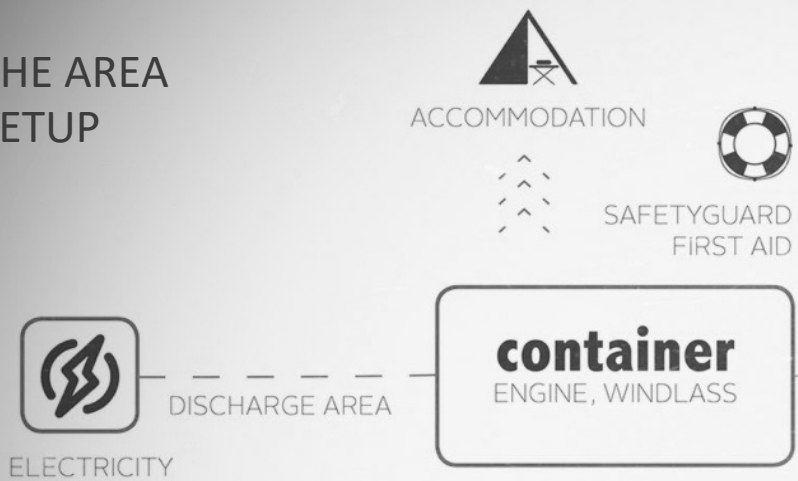 HE AREA
ETUP
ACCOMMODATION
SAFETYGUARD
FIRST AID
container
ENGINE, WINDLASS
DISCHARGE AREA
ELECTRICITY